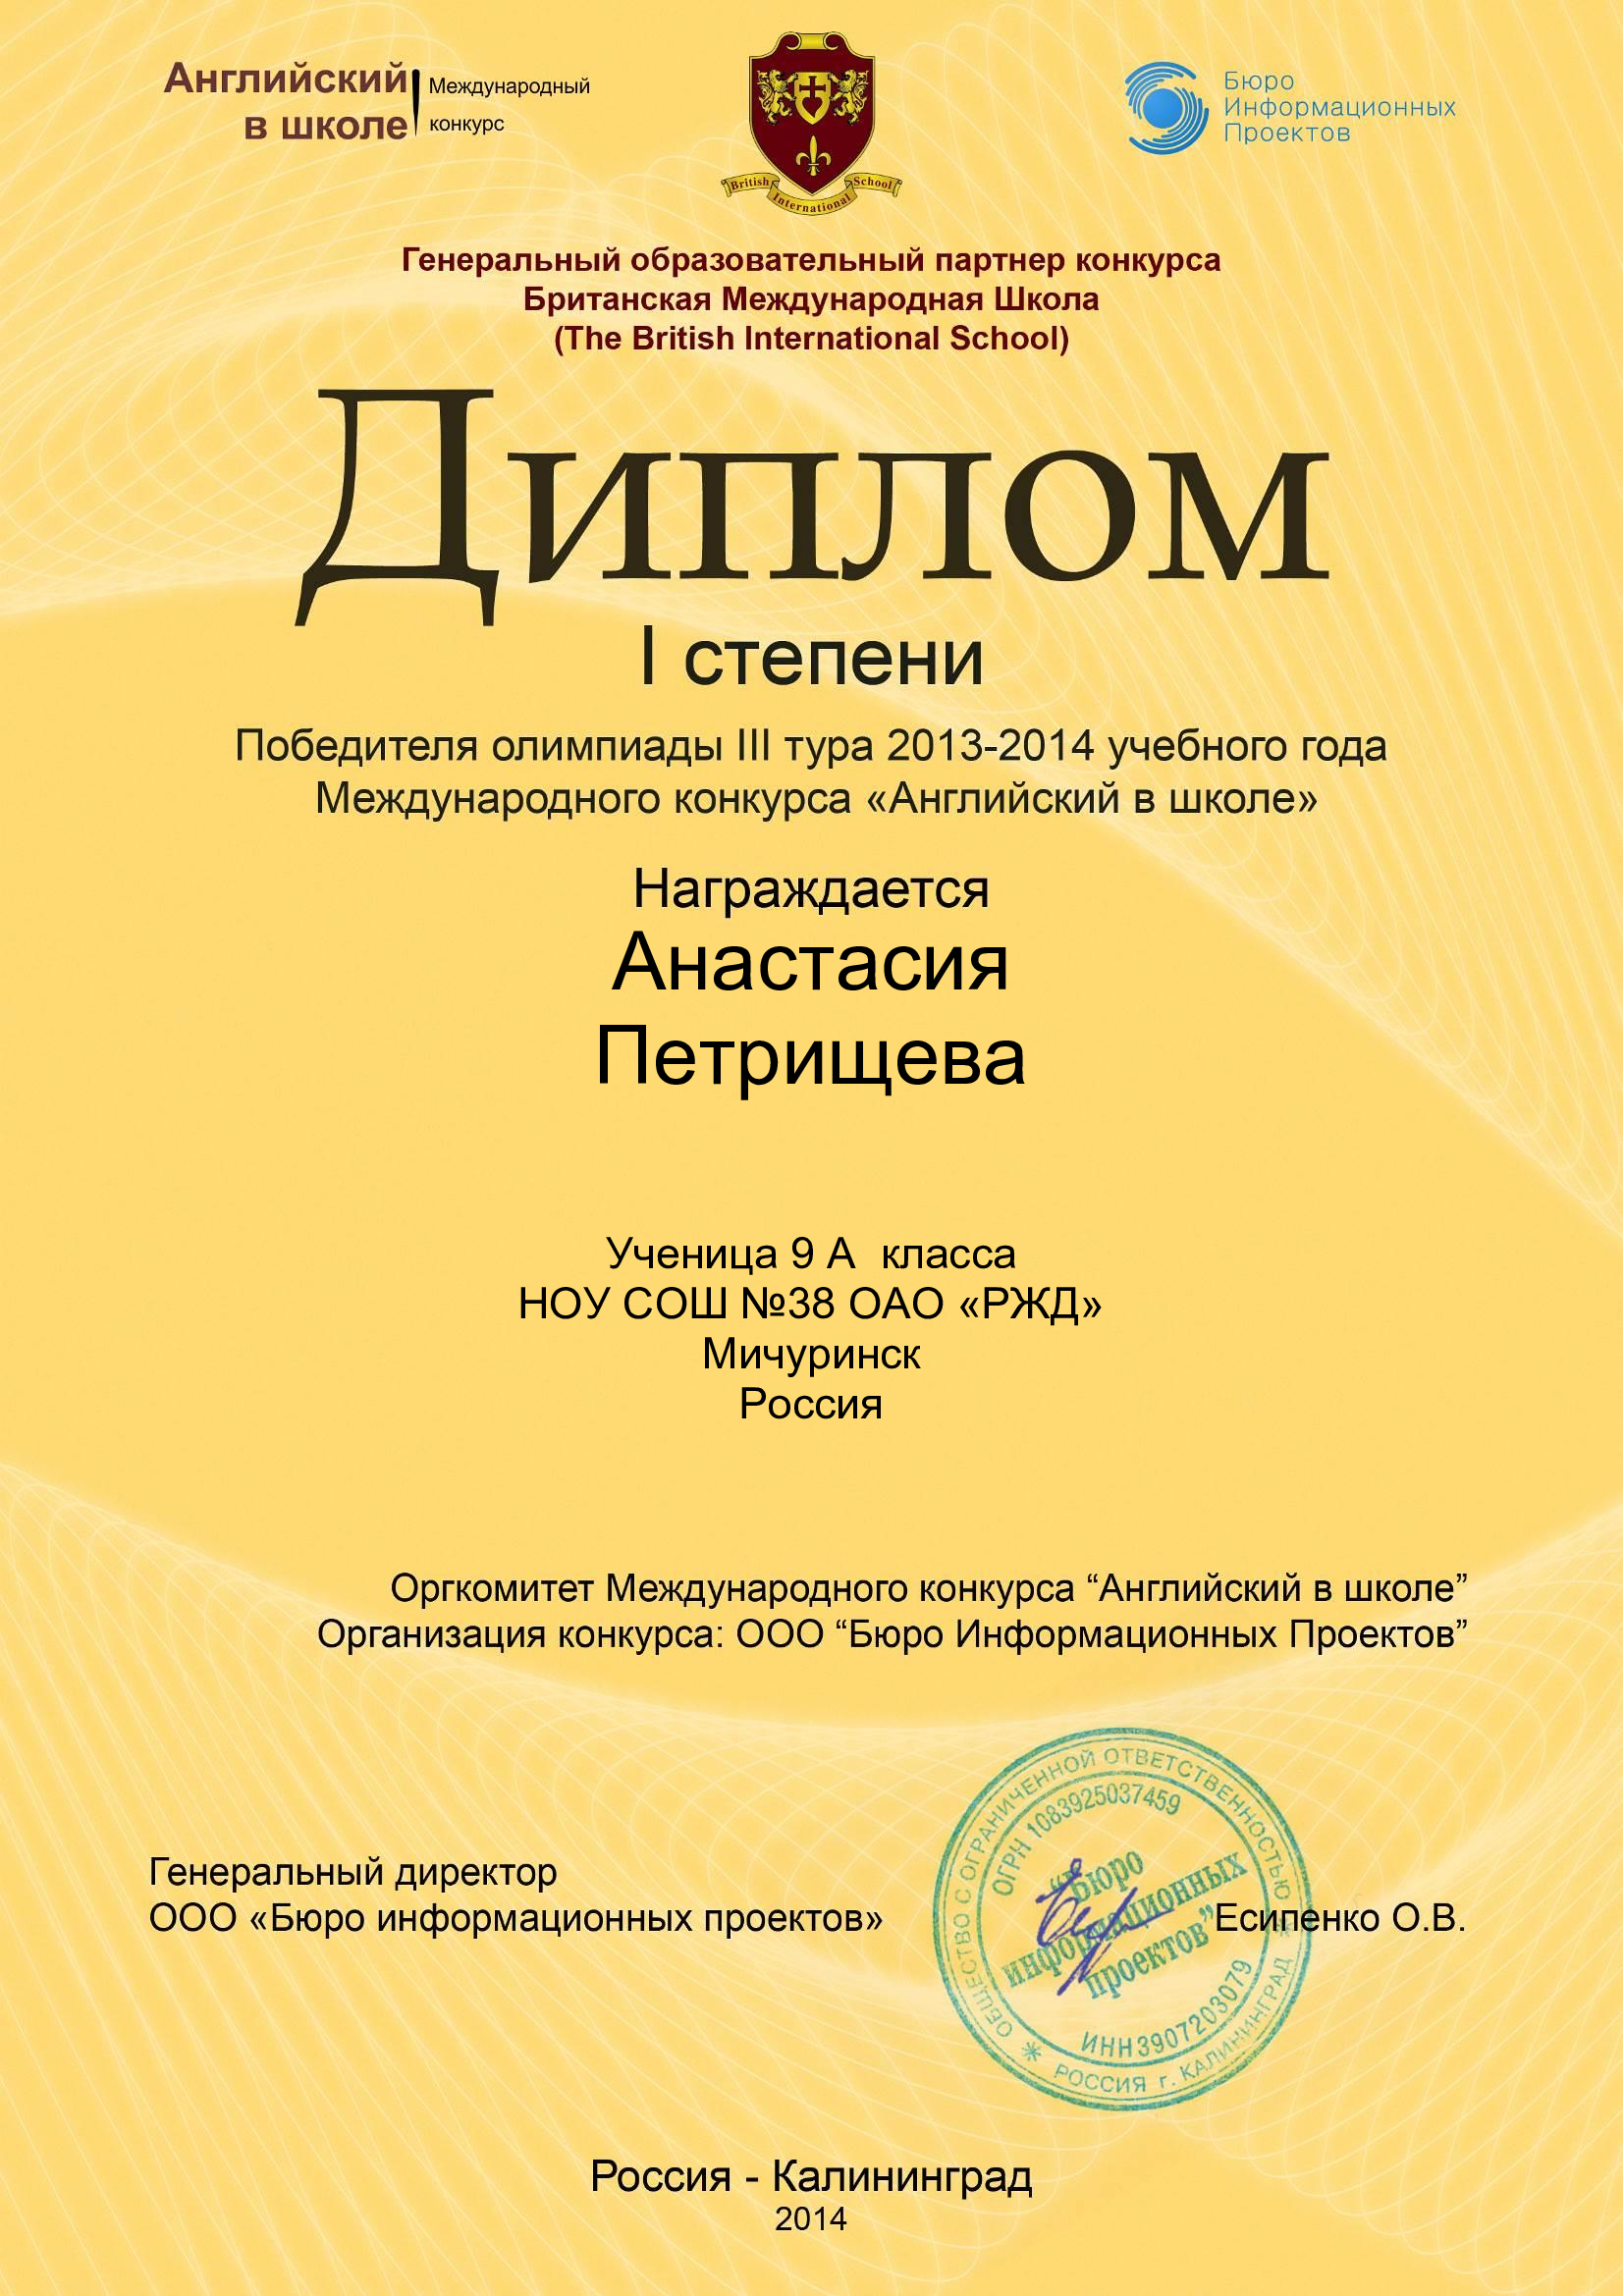 Английский
в школе
Международный
конкурс
British International School
Бюро
Информационных
Проектов
Генеральный образовательный партнер конкурса
Британская Международная Школа
(The British International School)
Диплом
I степени
Победителя олимпиады III тура 2013-2014 учебного года
Международного конкурса «Английский в школе»
Награждается
Анастасия
Петрищева
Ученица 9 А  класса
НОУ СОШ №38 ОАО «РЖД»
Мичуринск
Россия
Оргкомитет Международного конкурса “Английский в школе”
Организация конкурса: ООО “Бюро Информационных Проектов”
Генеральный директор
ООО «Бюро информационных проектов»
Есипенко О.В.
ОБЩЕСТВО С ОГРАНИЧЕННОЙ ОТВЕТСТВЕННОСТЬЮ
ОГРН 1083925037459
“Бюро
информационных
проектов”
ИНН3907203079
РОССИЯ г. КАЛИНИНГРАД
Россия - Калининград
2014